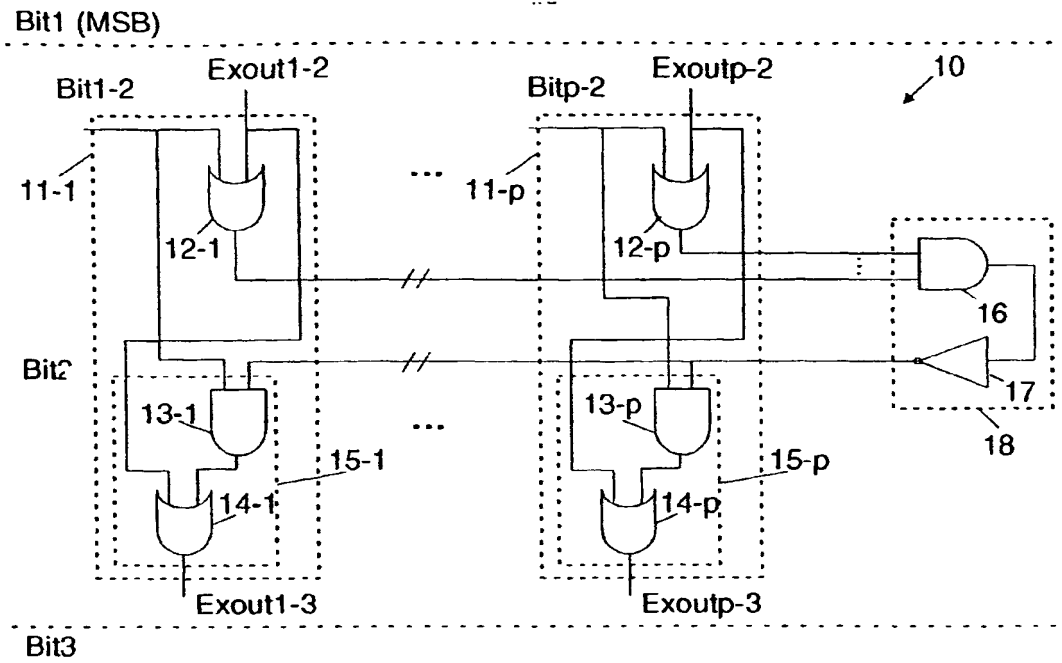 Bit1 (MSB)
Exout1-2
Exoutp-2
10
Bit1-2
Bitp-2
11-1
...
11-p
12-1
12-p
16
Bit2
17
13-1
13-p
...
18
15-1
15-p
14-1
14-p
Exout1-3
Exoutp-3
Bit3